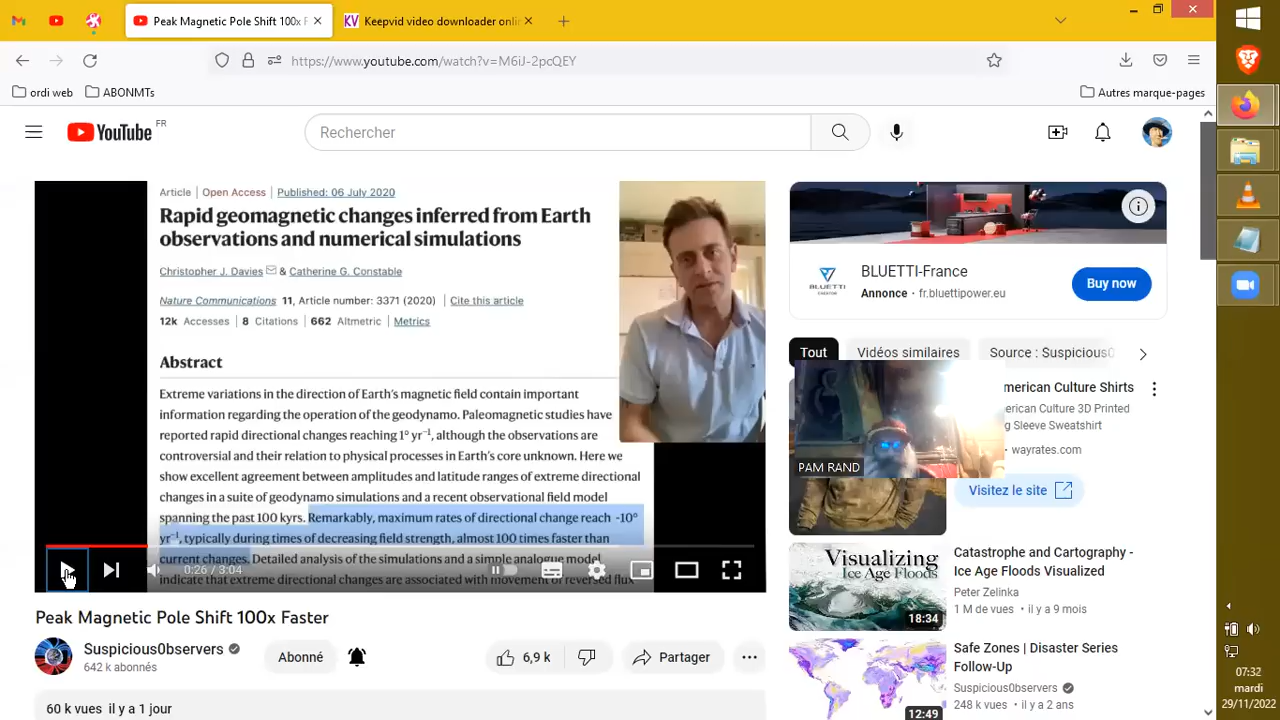 Peak Magnetic Pole Shift 100x F
Keepvid video downloader onli
https://www.youtube.com/watch?v=M6iJ-2pcQEY
ordi web
ABONMTs
Autres marque-pages
YouTube FR
Rechercher
Article | Open Access | Published: 06 July 2020
Rapid geomagnetic changes inferred from Earth
observations and numerical simulations
Christopher J. Davies & Catherine G. Constable
Nature Communications 11, Article number: 3371 (2020) | Cite this article
12k Accesses | 8 Citations | 662 Altmetric | Metrics
Abstract
Extreme variations in the direction of Earth's magnetic field contain important
information regarding the operation of the geodynamo. Paleomagnetic studies have
reported rapid directional changes reaching 1° yr−1, although the observations are
controversial and their relation to physical processes in Earth's core unknown. Here we
show excellent agreement between amplitudes and latitude ranges of extreme directional
changes in a suite of geodynamo simulations and a recent observational field model
spanning the past 100 kyrs. Remarkably, maximum rates of directional change reach ~10°
yr−1, typically during times of decreasing field strength, almost 100 times faster than
current changes. Detailed analysis of the simulations and a simple analogue model
indicate that extreme directional changes are associated with movement of reversed flux
0:26 / 3:04
Peak Magnetic Pole Shift 100x Faster
Suspicious0bservers
642 k abonnés
Abonné
6,9 k
Partager
60 k vues il y a 1 jour
BLUETTI
BLUETTI-France
Annonce · fr.bluettipower.eu
Buy now
Tout
Vidéos similaires
Source : Suspicious0
merican Culture Shirts
erican Culture 3D Printed
g Sleeve Sweatshirt
wayrates.com
PAM RAND
Visitez le site
Visualizing
Ice Age Floods
18:34
Catastrophe and Cartography -
Ice Age Floods Visualized
Peter Zelinka
1 M de vues · il y a 9 mois
12:49
Safe Zones | Disaster Series
Follow-Up
Suspicious0bservers
248 k vues · il y a 2 ans
07:32
mardi
29/11/2022